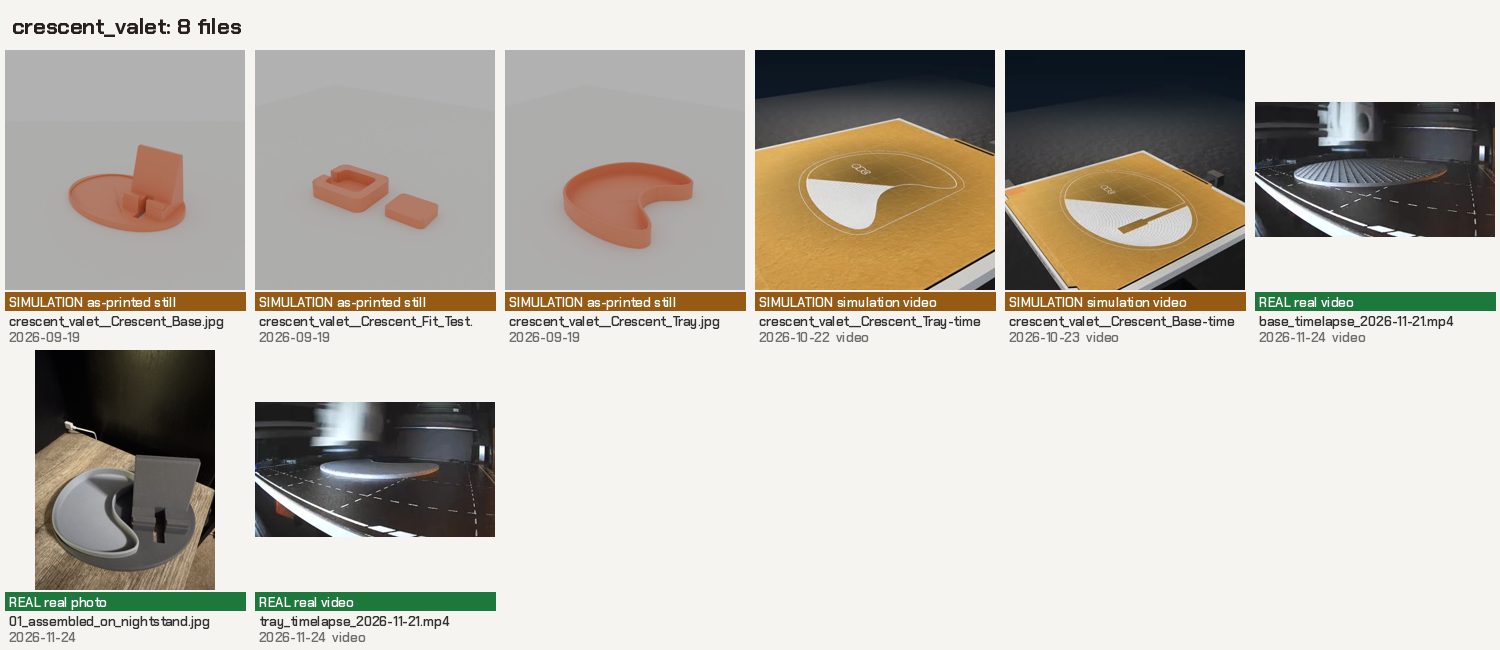 crescent_valet: 8 files
SIMULATION as-printed still
crescent_valet__Crescent_Base.jpg
2026-09-19
SIMULATION as-printed still
crescent_valet__Crescent_Fit_Test.
2026-09-19
SIMULATION as-printed still
crescent_valet__Crescent_Tray.jpg
2026-09-19
SIMULATION simulation video
crescent_valet__Crescent_Tray-time
2026-10-22 video
SIMULATION simulation video
crescent_valet__Crescent_Base-time
2026-10-23 video
REAL real video
base_timelapse_2026-11-21.mp4
2026-11-24 video
REAL real photo
01_assembled_on_nightstand.jpg
2026-11-24
REAL real video
tray_timelapse_2026-11-21.mp4
2026-11-24 video